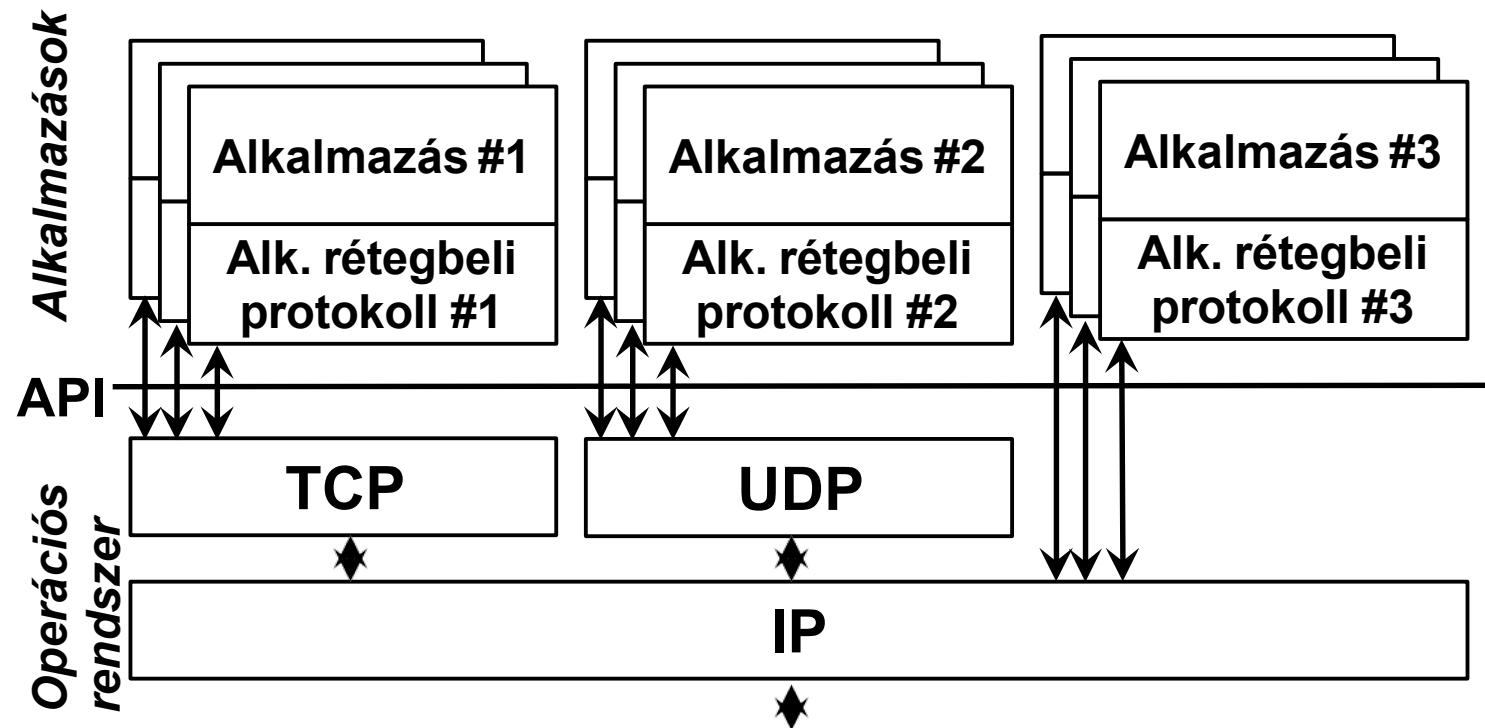 Alkalmazások
Alkalmazás #1
Alk. rétegbeli
protokoll #1
Alkalmazás #2
Alk. rétegbeli
protokoll #2
Alkalmazás #3
Alk. rétegbeli
protokoll #3
API
Operációs
rendszer
TCP
UDP
IP